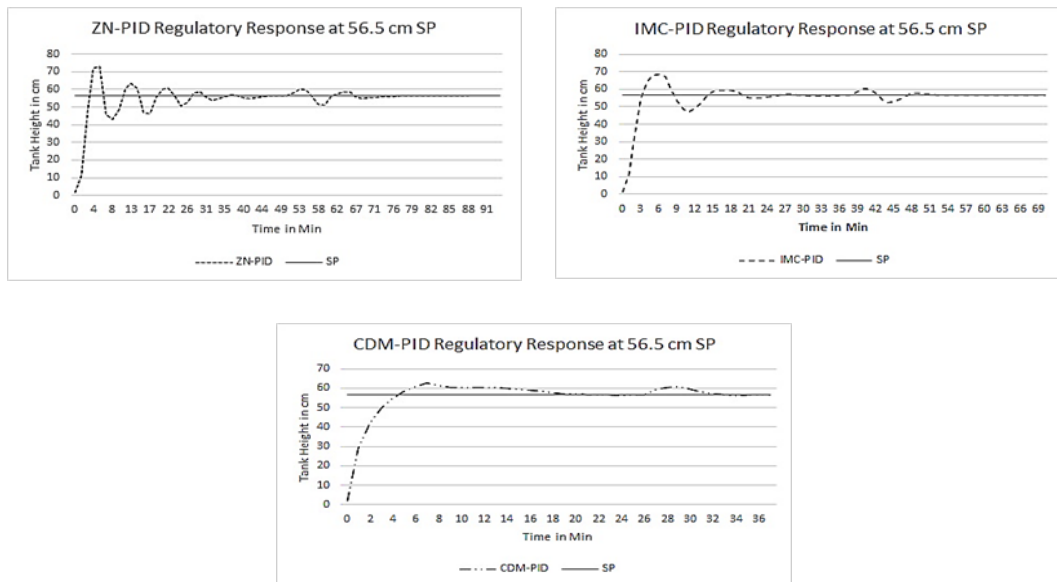 ZN-PID Regulatory Response at 56.5 cm SP
80
70
60
50
40
30
20
10
0
Tank Height in cm
0 4 8 13 17 22 26 31 35 40 44 49 53 58 62 67 71 76 79 82 85 88 91
Time in Min
ZN-PID SP
IMC-PID Regulatory Response at 56.5 cm SP
80
70
60
50
40
30
20
10
0
Tank Height in cm
0 3 6 9 12 15 18 21 24 27 30 33 36 39 42 45 48 51 54 57 60 63 66 69
Time in Min
IMC-PID SP
CDM-PID Regulatory Response at 56.5 cm SP
70
60
50
40
30
20
10
0
Tank Height in cm
0 2 4 6 8 10 12 14 16 18 20 22 24 26 28 30 32 34 36
Time in Min
CDM-PID SP